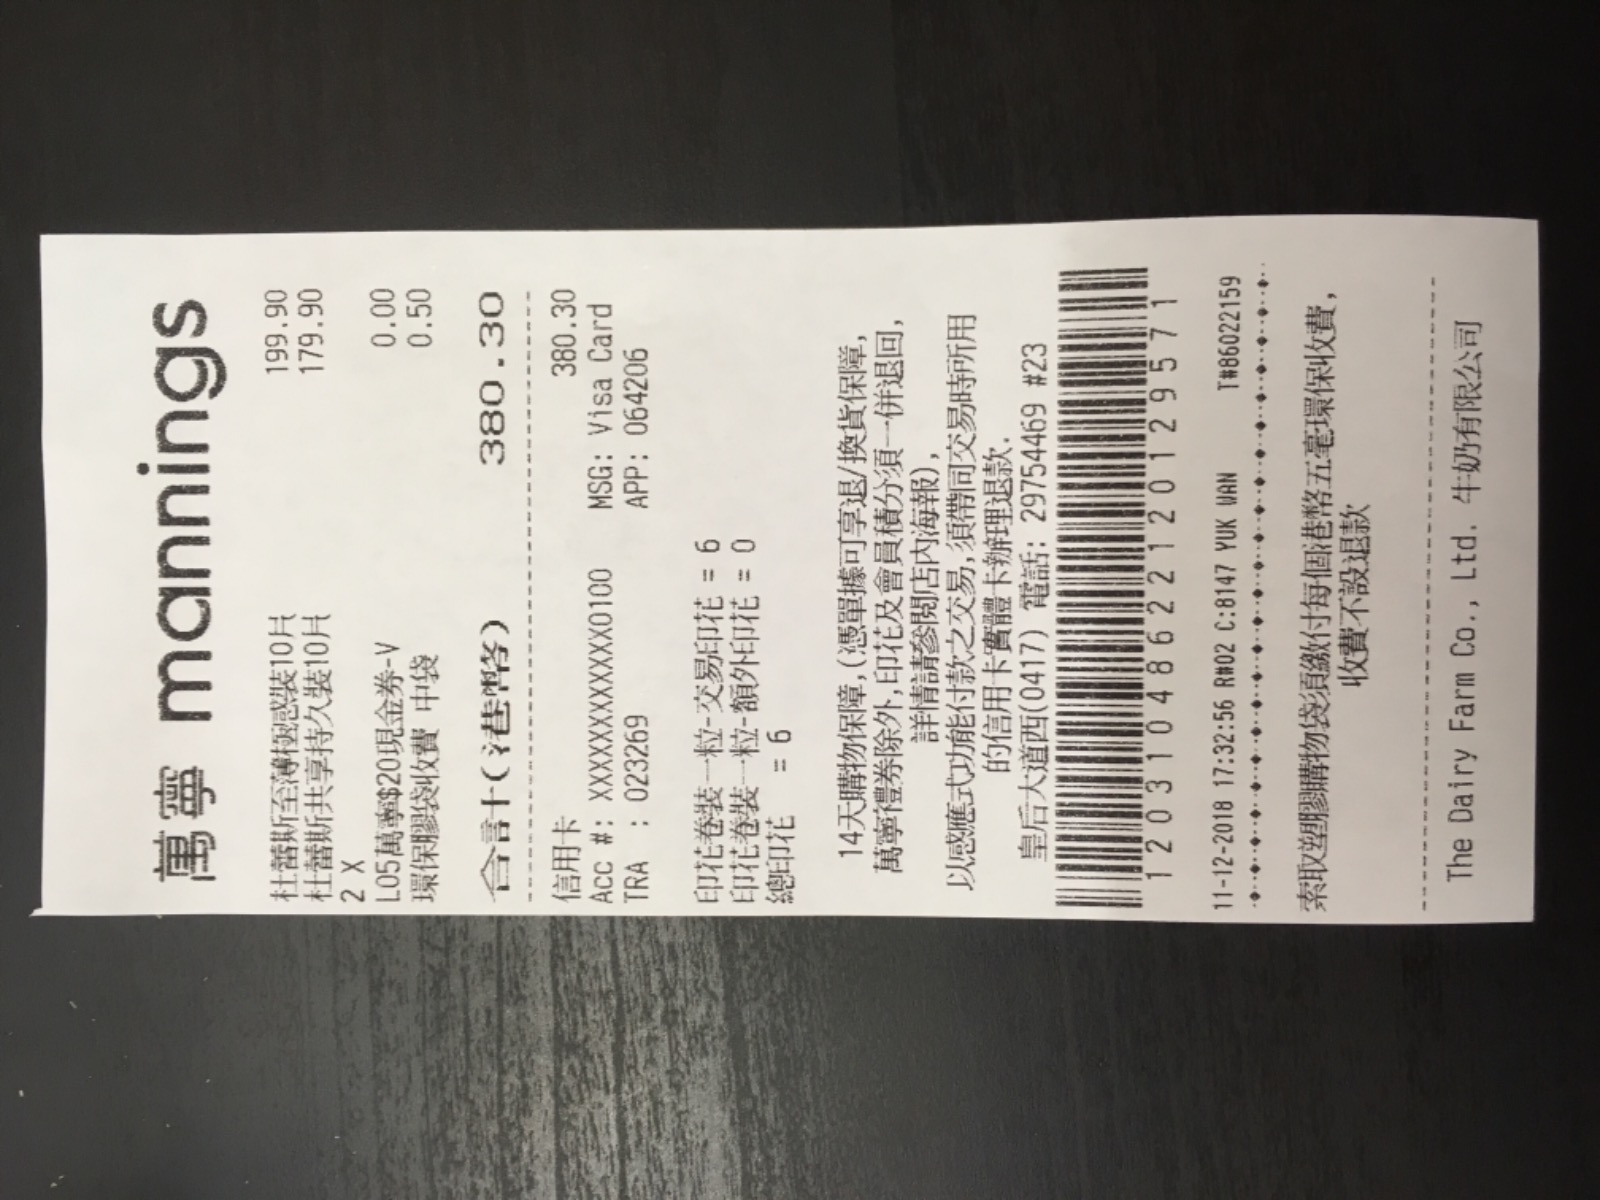 萬寧 mannings
杜蕾斯至薄極感裝10片 199.90
杜蕾斯共享持久裝10片 179.90
2 X
L05萬寧$20現金券-V 0.00
環保膠袋收費 中袋 0.50
合計(港幣) 380.30
信用卡 380.30
Acc #: XXXXXXXXXXXX0100 MSG: Visa Card
TRA : 023269 APP: 064206
印花卷裝一粒-交易印花 = 6
印花卷裝一粒-額外印花 = 0
總印花 = 6
14天購物保障,(憑單據可享退/換貨保障,
萬寧禮券除外,印花及會員積分須一併退回,
詳情請參閱店內海報),
以感應式功能付款之交易,須帶同交易時所用
的信用卡實體卡辦理退款.
皇后大道西(0417) 電話: 29754469 #23
12031048622120129571
11-12-2018 17:32:56 R#02 C:8147 YUK WAN T#86022159
索取塑膠購物袋須繳付每個港幣五毫環保收費,
收費不設退款
The Dairy Farm Co., Ltd. 牛奶有限公司